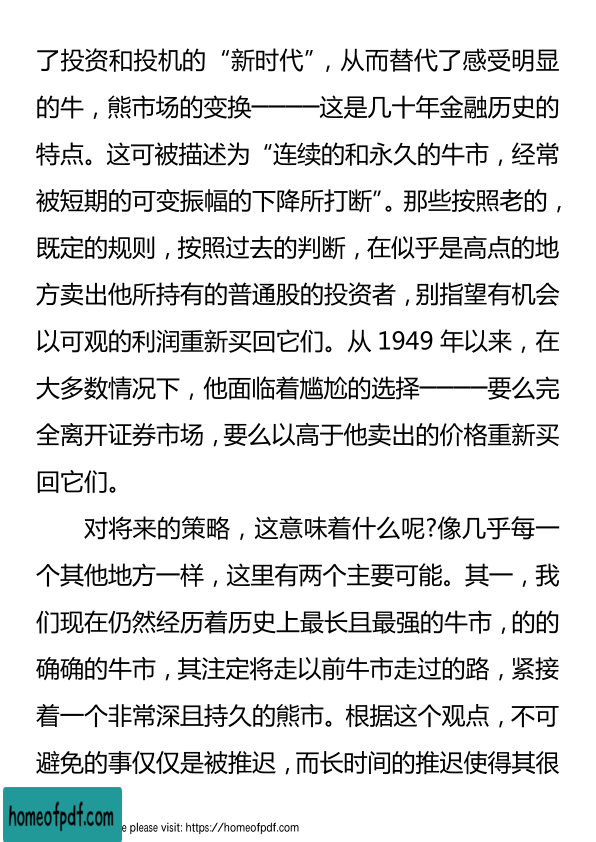 了投资和投机的“新时代”，从而替代了感受明显
的牛，熊市场的变换————这是几十年金融历史的
特点。这可被描述为“连续的和永久的牛市，经常
被短期的可变振幅的下降所打断”。那些按照老的，
既定的规则，按照过去的判断，在似乎是高点的地
方卖出他所持有的普通股的投资者，别指望有机会
以可观的利润重新买回它们。从 1949 年以来，在
大多数情况下，他面临着尴尬的选择————要么完
全离开证券市场，要么以高于他卖出的价格重新买
回它们。
对将来的策略，这意味着什么呢?像几乎每一
个其他地方一样，这里有两个主要可能。其一，我
们现在仍然经历着历史上最长且最强的牛市，的的
确确的牛市，其注定将走以前牛市走过的路，紧接
着一个非常深且持久的熊市。根据这个观点，不可
避免的事仅仅是被推迟，而长时间的推迟使得其很
homeofpdf.com
e please visit: https://homeofpdf.com